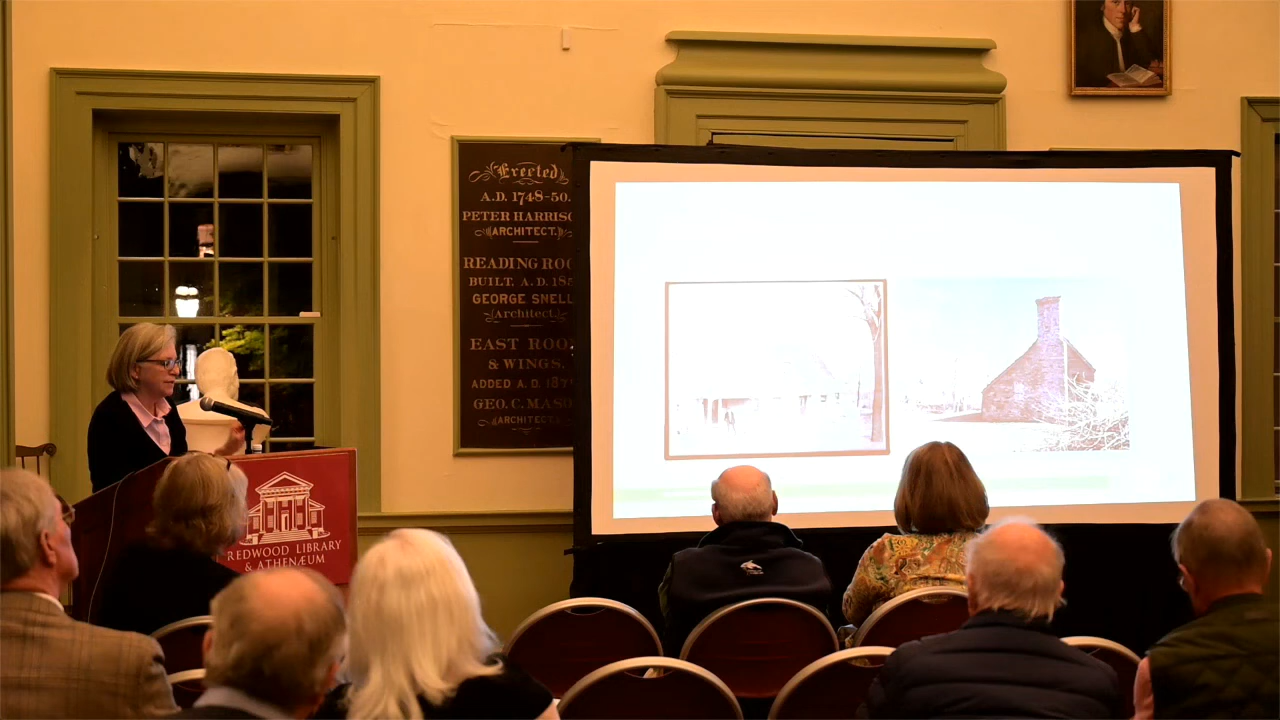 Erected
A.D. 1748-50.
PETER HARRISO
(ARCHITECT.)
READING ROO
BUILT, A.D. 185
GEORGE SNELL
(Architect.)
EAST ROO
& WINGS.
ADDED A.D. 187
GEO. C. MASO
(ARCHITECT.
REDWOOD LIBRARY
& ATHENÆUM